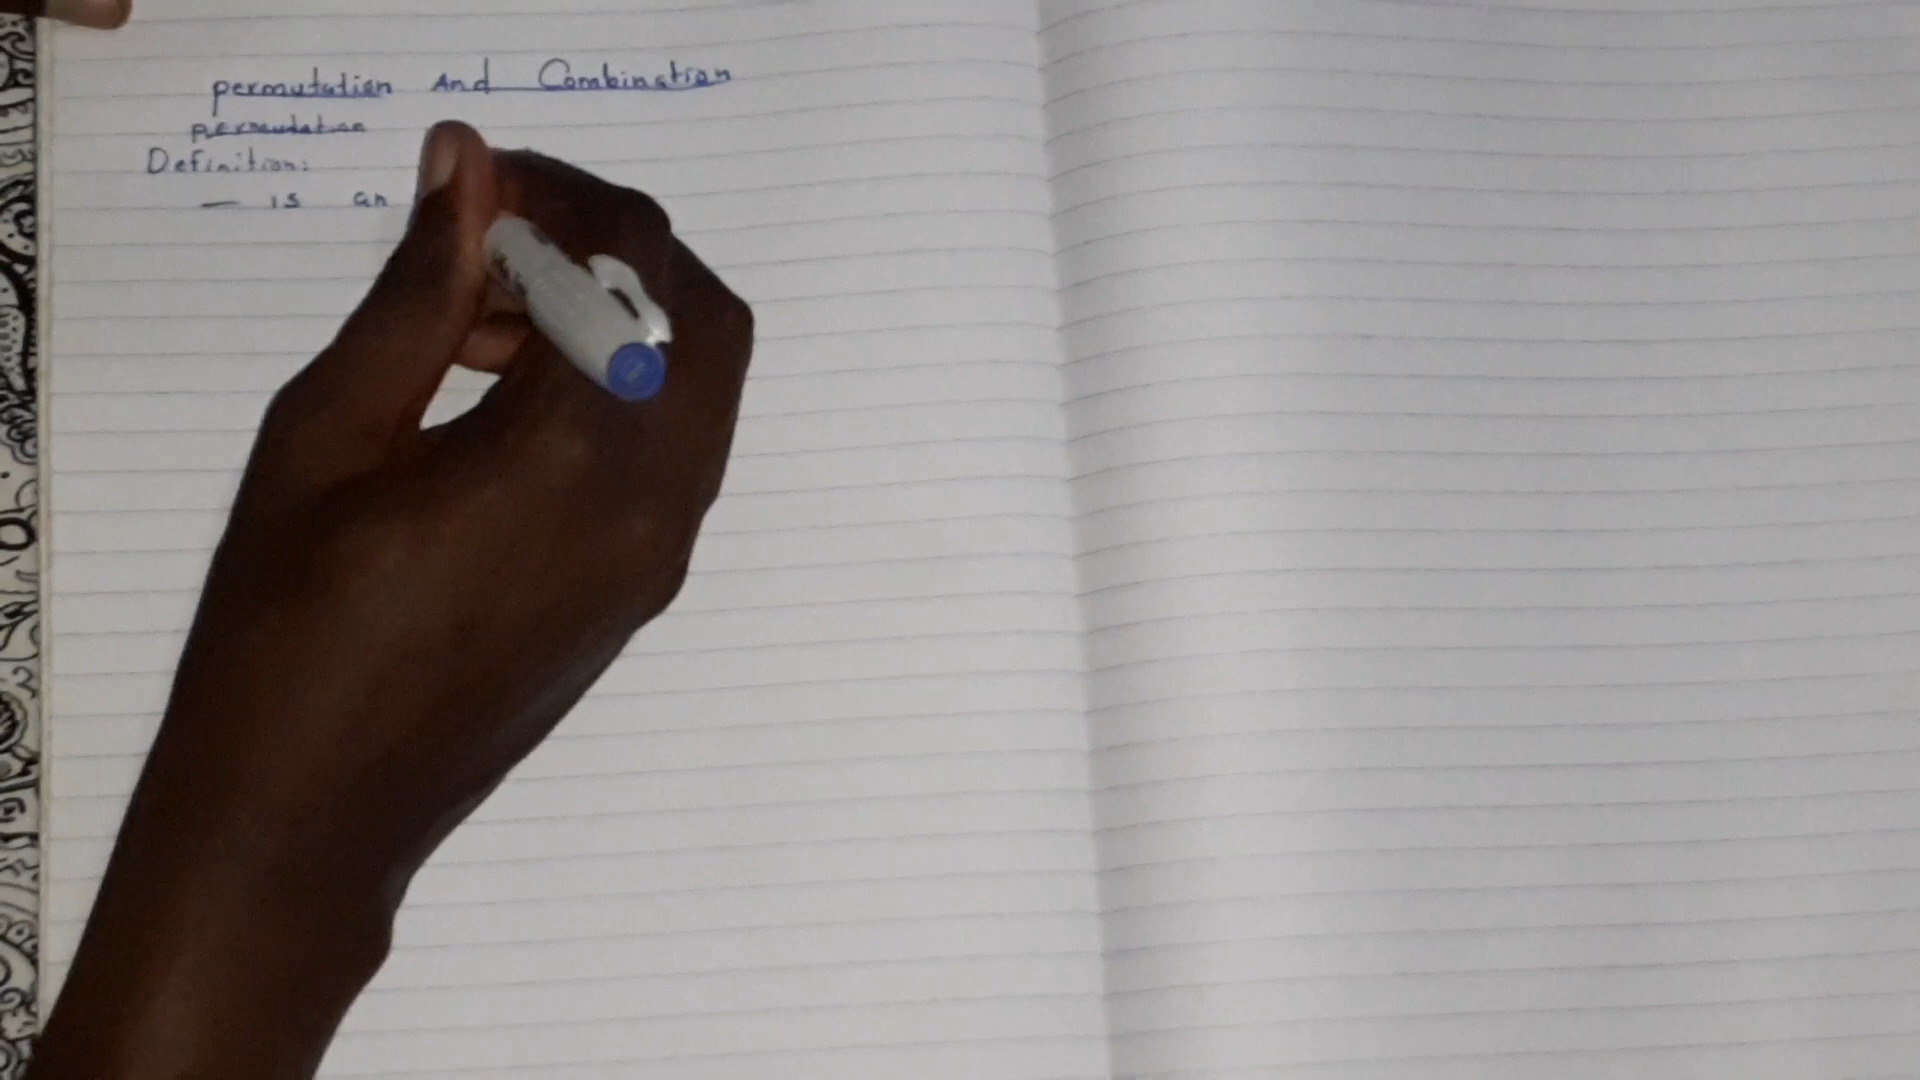 permutation And Combination
permutation
Definition:
— is an